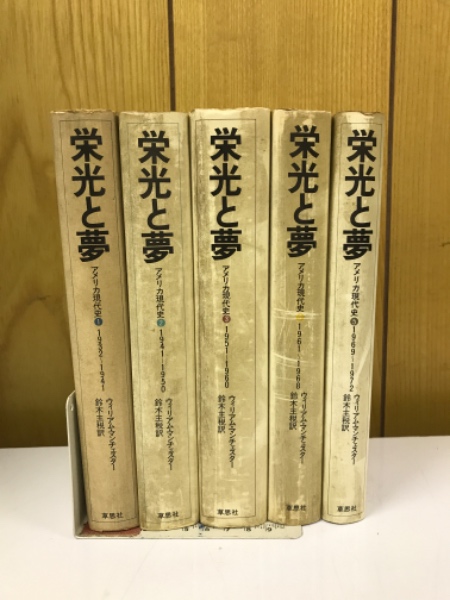 栄光と夢
アメリカ現代史 1 1932〜1941
ウィリアム・マンチェスター
鈴木主税訳
草思社
栄光と夢
アメリカ現代史 2 1941〜1950
ウィリアム・マンチェスター
鈴木主税訳
草思社
栄光と夢
アメリカ現代史 3 1951〜1960
ウィリアム・マンチェスター
鈴木主税訳
草思社
栄光と夢
アメリカ現代史 1961〜1968
ウィリアム・マンチェスター
鈴木主税訳
草思社
栄光と夢
アメリカ現代史 5 1969〜1972
ウィリアム・マンチェスター
鈴木主税訳
草思社